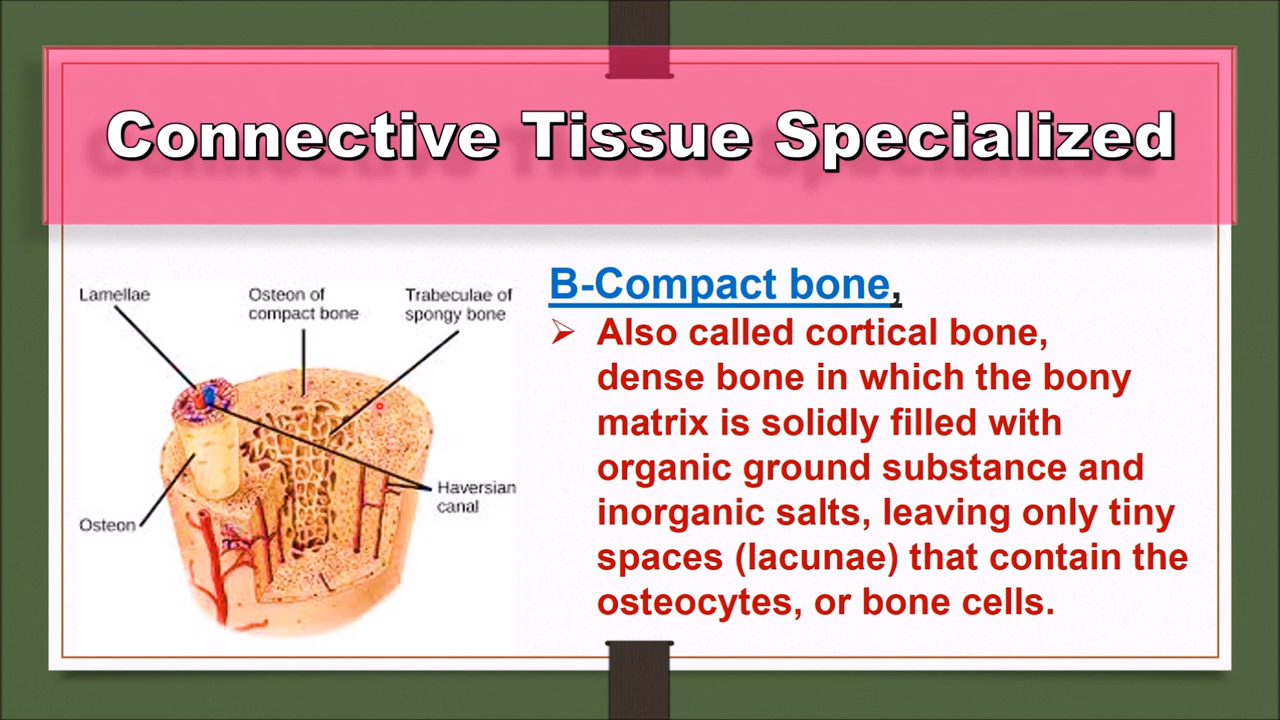 Connective Tissue Specialized
Lamellae
Osteon of
compact bone
Trabeculae of
spongy bone
Haversian
canal
Osteon
B-Compact bone,
➢ Also called cortical bone,
dense bone in which the bony
matrix is solidly filled with
organic ground substance and
inorganic salts, leaving only tiny
spaces (lacunae) that contain the
osteocytes, or bone cells.